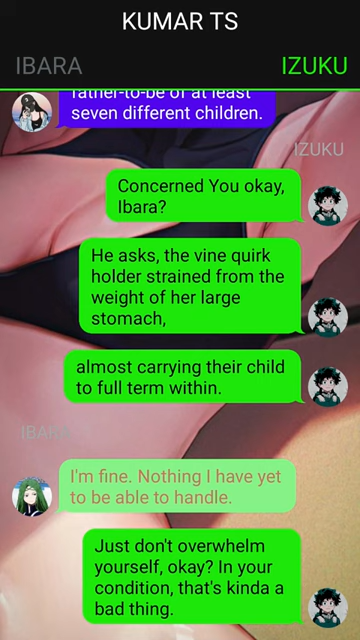 KUMAR TS
IBARA
IZUKU
father-to-be of at least
seven different children.
IZUKU
Concerned You okay,
Ibara?
He asks, the vine quirk
holder strained from the
weight of her large
stomach,
almost carrying their child
to full term within.
IBARA
I'm fine. Nothing I have yet
to be able to handle.
Just don't overwhelm
yourself, okay? In your
condition, that's kinda a
bad thing.